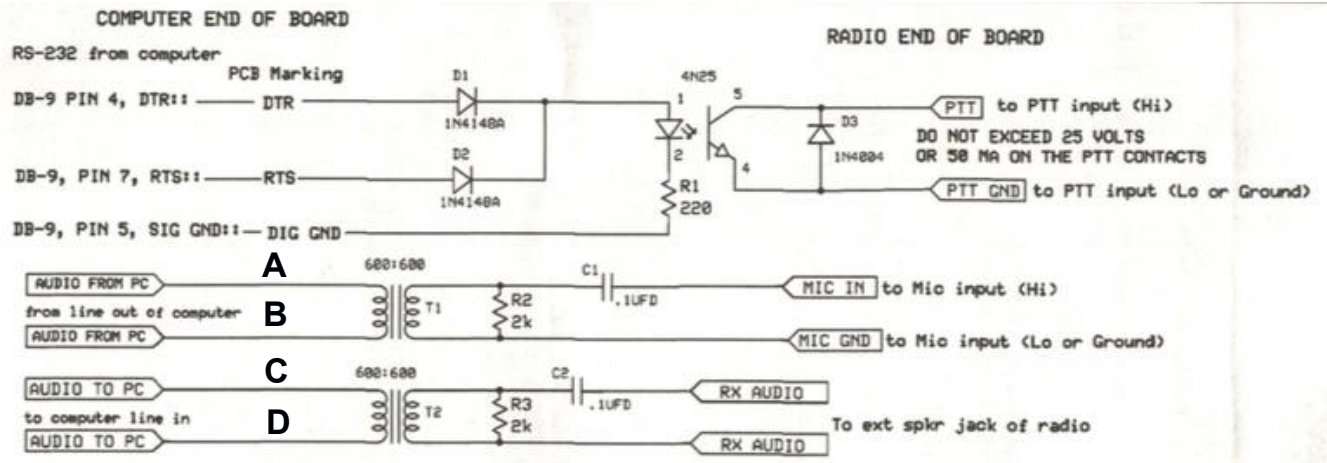 COMPUTER END OF BOARD
RADIO END OF BOARD
RS-232 from computer
PCB Marking
D1
4N25
DB-9 PIN 4, DTR::
DTR
1N4148A
1
5
PTT
to PTT input (Hi)
D3
1N4004
DO NOT EXCEED 25 VOLTS
OR 50 MA ON THE PTT CONTACTS
D2
2
4
DB-9, PIN 7, RTS::
RTS
1N4148A
R1
220
PTT GND
to PTT input (Lo or Ground)
DB-9, PIN 5, SIG GND::
DIG GND
A
600:600
C1
AUDIO FROM PC
.1UFD
MIC IN
to Mic input (Hi)
from line out of computer
B
T1
R2
2k
AUDIO FROM PC
MIC GND
to Mic input (Lo or Ground)
C
600:600
C2
AUDIO TO PC
.1UFD
RX AUDIO
to computer line in
D
T2
R3
2k
To ext spkr jack of radio
AUDIO TO PC
RX AUDIO